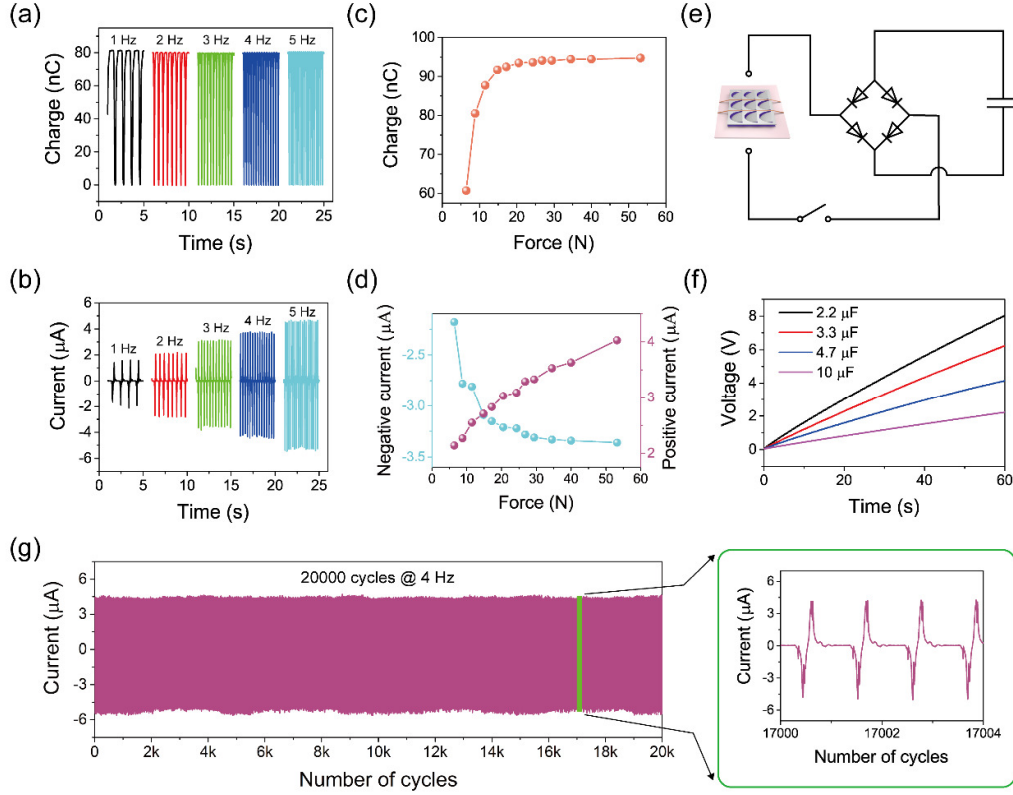 (a)
1 Hz 2 Hz 3 Hz 4 Hz 5 Hz
100
80
60
40
20
0
Charge (nC)
0 5 10 15 20 25
Time (s)
(b)
1 Hz 2 Hz 3 Hz 4 Hz 5 Hz
6
4
2
0
-2
-4
-6
Current (μA)
0 5 10 15 20 25
Time (s)
(c)
100
90
80
70
60
Charge (nC)
0 10 20 30 40 50 60
Force (N)
(d)
-2.5
-3.0
-3.5
Negative current (μA)
4
3
2
Positive current (μA)
0 10 20 30 40 50 60
Force (N)
(e)
(f)
2.2 μF
3.3 μF
4.7 μF
10 μF
8
6
4
2
0
Voltage (V)
0 20 40 60
Time (s)
(g)
20000 cycles @ 4 Hz
6
3
0
-3
-6
Current (μA)
0 2k 4k 6k 8k 10k 12k 14k 16k 18k 20k
Number of cycles
6
3
0
-3
-6
Current (μA)
17000 17002 17004
Number of cycles